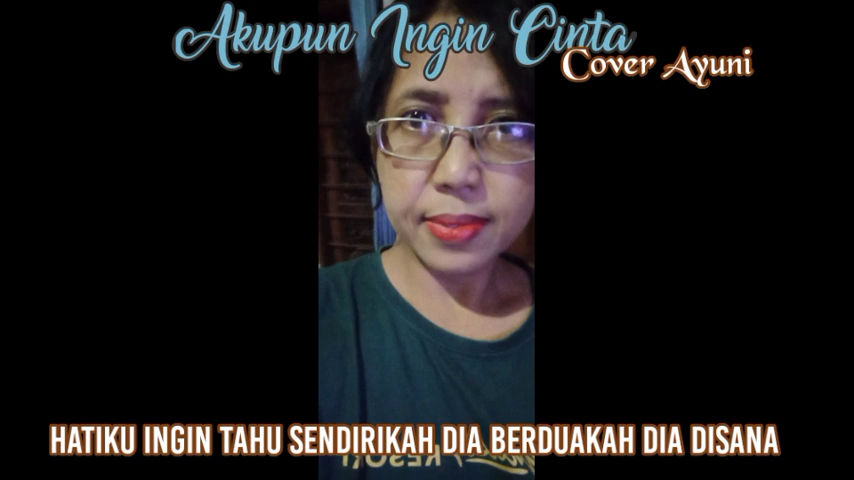 Akupun Ingin Cinta
Cover Ayuni
HATIKU INGIN TAHU SENDIRIKAH DIA BERDUAKAH DIA DISANA